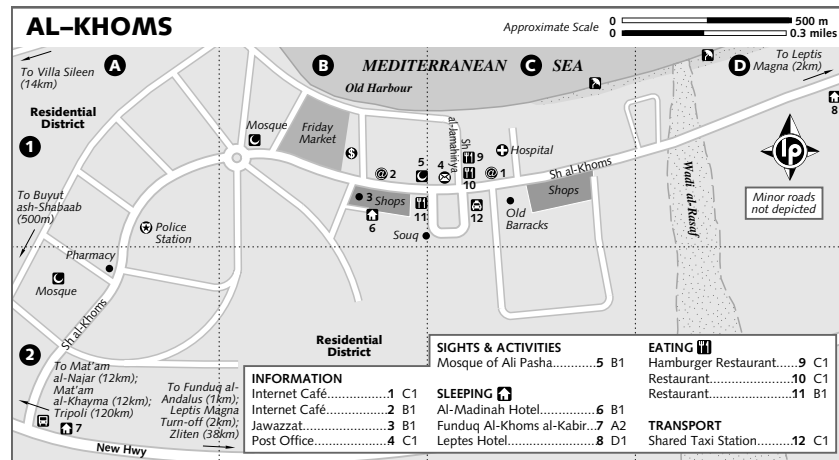 AL–KHOMS
Approximate Scale
0 500 m
0 0.3 miles
A
B
C
D
MEDITERRANEAN SEA
Old Harbour
To Villa Sileen
(14km)
To Leptis
Magna (2km)
8
Residential
District
1
Mosque
Friday
Market
Sh
al-Jamahiriya
9
10
Hospital
Sh al-Khoms
@ 2
5
4
@ 1
Shops
Wadi al-Rasaf
lp
Minor roads
not depicted
To Buyut
ash-Shabaab
(500m)
3
Shops
6
11
12
Old
Barracks
Souq
Police
Station
Pharmacy
Mosque
Sh al-Khoms
2
Residential
District
To Mat'am
al-Najar (12km);
Mat'am
al-Khayma (12km);
Tripoli (120km)
To Funduq al-
Andalus (1km);
Leptis Magna
Turn-off (2km);
Zliten (38km)
7
New Hwy
INFORMATION
Internet Café....................1 C1
Internet Café....................2 B1
Jawazzat..........................3 B1
Post Office.......................4 C1
SIGHTS & ACTIVITIES
Mosque of Ali Pasha............5 B1
SLEEPING
Al-Madinah Hotel...............6 B1
Funduq Al-Khoms al-Kabir..7 A2
Leptes Hotel......................8 D1
EATING
Hamburger Restaurant.....9 C1
Restaurant.....................10 C1
Restaurant.....................11 B1
TRANSPORT
Shared Taxi Station..........12 C1